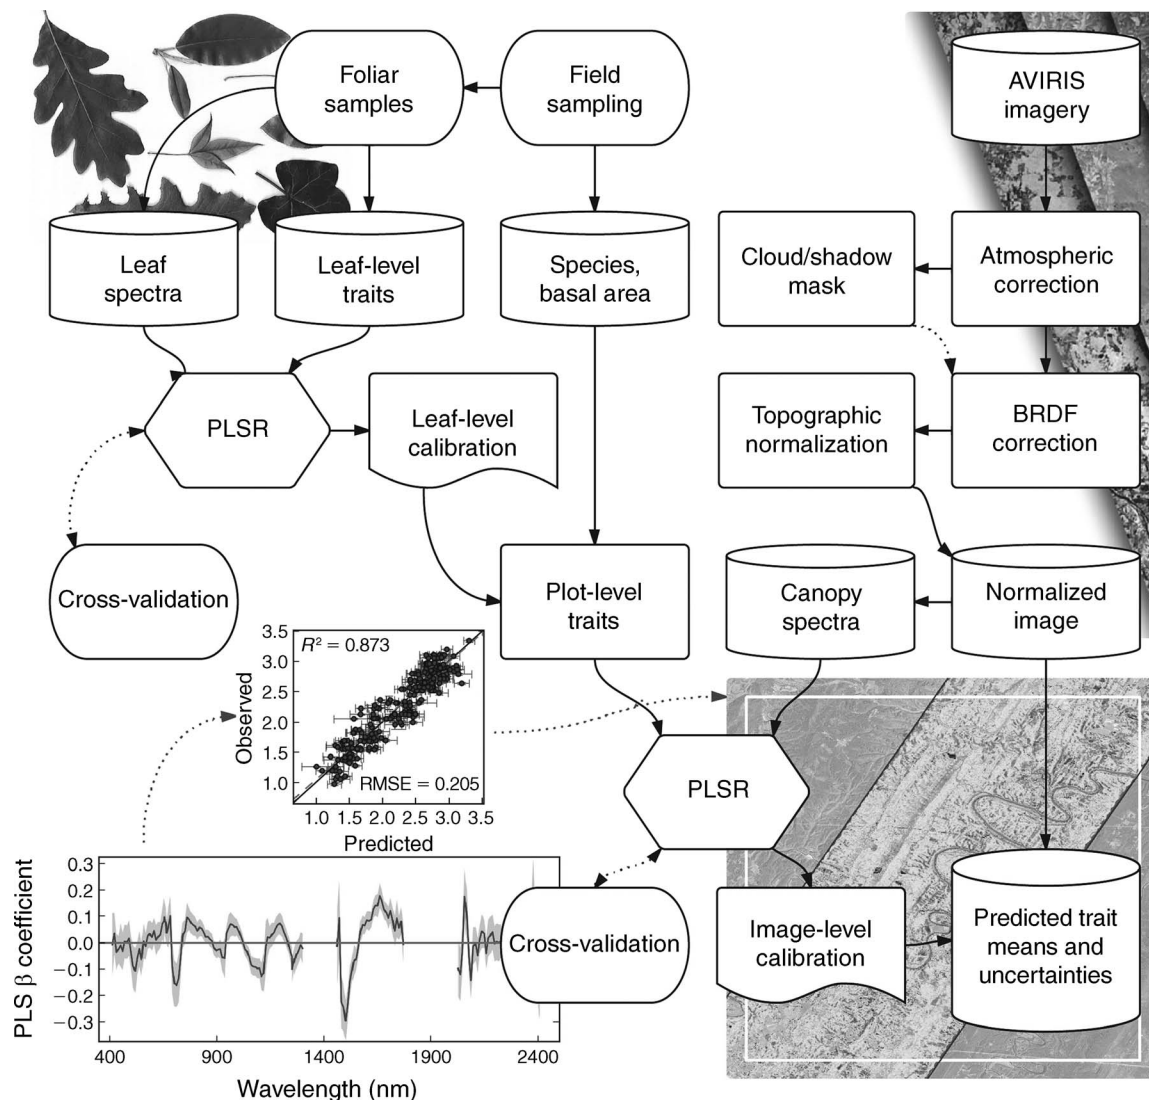 Foliar
samples
Field
sampling
AVIRIS
imagery
Leaf
spectra
Leaf-level
traits
Species,
basal area
Cloud/shadow
mask
Atmospheric
correction
PLSR
Leaf-level
calibration
Topographic
normalization
BRDF
correction
Cross-validation
Plot-level
traits
Canopy
spectra
Normalized
image
3.5
3.0
2.5
2.0
1.5
1.0
Observed
R² = 0.873
RMSE = 0.205
1.0 1.5 2.0 2.5 3.0 3.5
Predicted
PLSR
PLS β coefficient
0.3
0.2
0.1
0.0
−0.1
−0.2
−0.3
400 900 1400 1900 2400
Wavelength (nm)
Cross-validation
Image-level
calibration
Predicted trait
means and
uncertainties